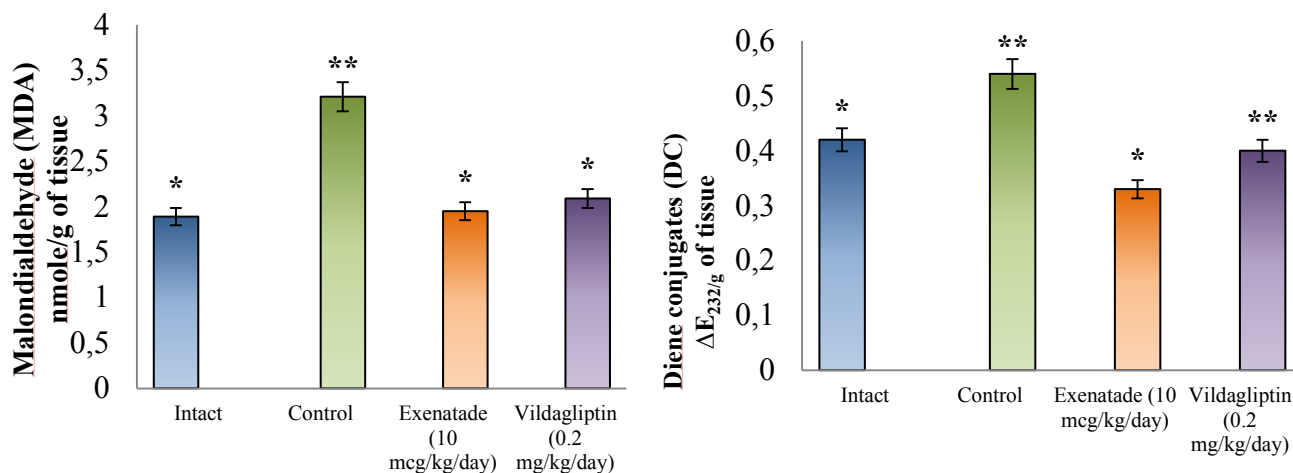 Malondialdehyde (MDA)
nmole/g of tissue
4
3,5
3
2,5
2
1,5
1
0,5
0
*
**
*
*
Intact
Control
Exenatade
(10
mcg/kg/day)
Vildagliptin
(0.2
mg/kg/day)
Diene conjugates (DC)
ΔE232/g of tissue
0,6
0,5
0,4
0,3
0,2
0,1
0
*
**
*
**
Intact
Control
Exenatade (10
mcg/kg/day)
Vildagliptin (0.2
mg/kg/day)